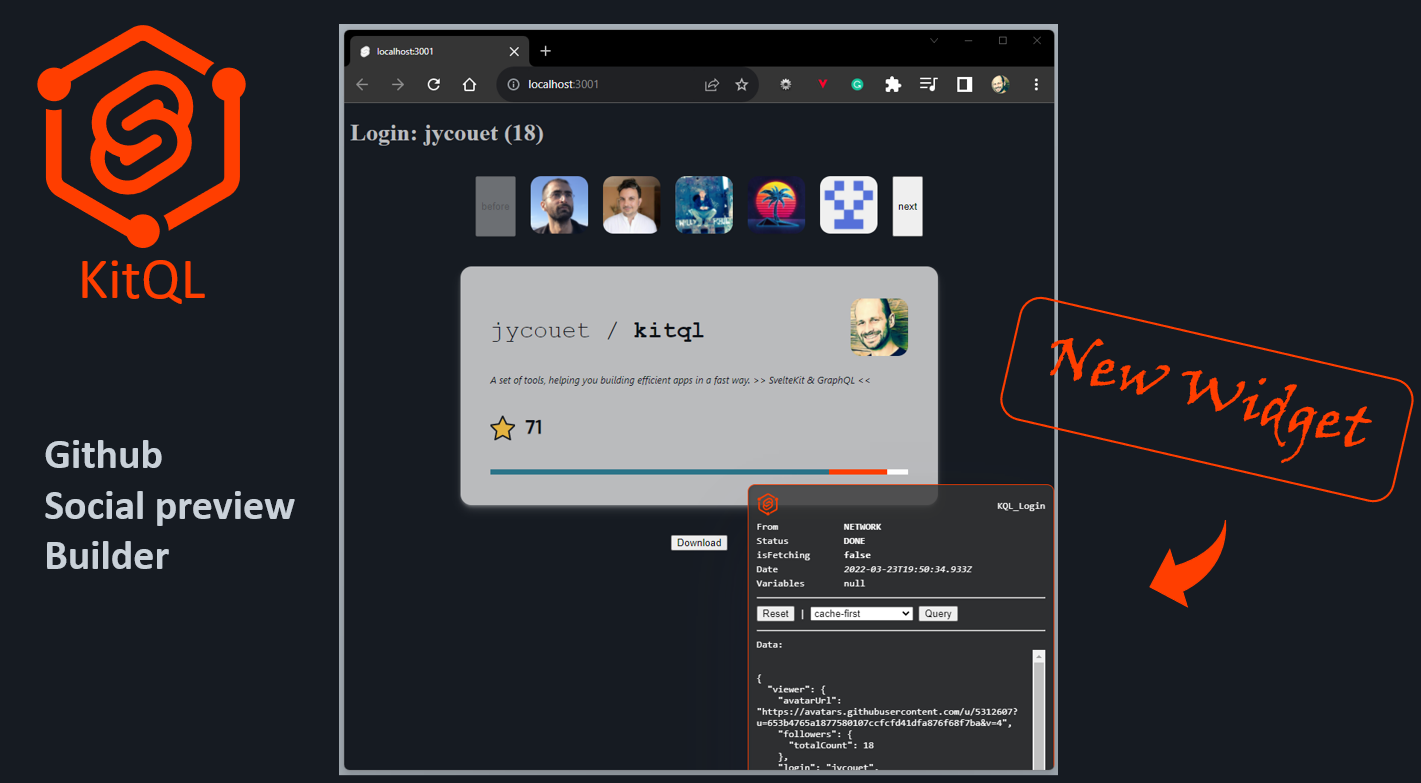 KitQL
Github
Social preview
Builder
localhost:3001
localhost:3001
Login: jycouet (18)
before
next
jycouet / kitql
A set of tools, helping you building efficient apps in a fast way. >> SvelteKit & GraphQL <<
71
Download
New Widget
KQL_Login
From NETWORK
Status DONE
isFetching false
Date 2022-03-23T19:50:34.933Z
Variables null
Reset | cache-first Query
Data:
{
"viewer": {
"avatarUrl":
"https://avatars.githubusercontent.com/u/5312607?
u=653b4765a1877580107ccfcfd41dfa876f68f7ba&v=4",
"followers": {
"totalCount": 18
},
"login": "jycouet",